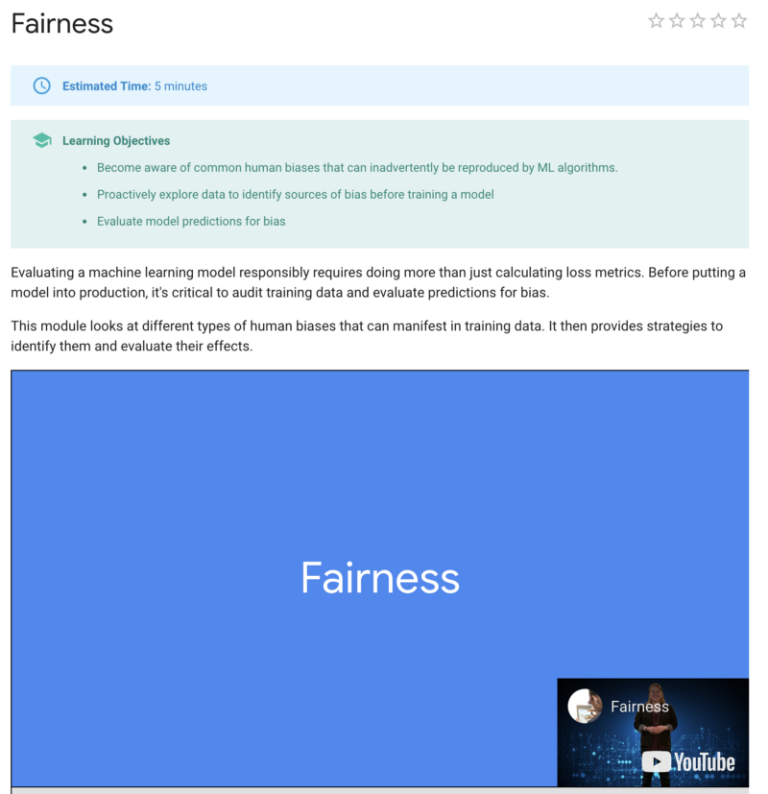 Fairness
Estimated Time: 5 minutes
Learning Objectives
• Become aware of common human biases that can inadvertently be reproduced by ML algorithms.
• Proactively explore data to identify sources of bias before training a model
• Evaluate model predictions for bias
Evaluating a machine learning model responsibly requires doing more than just calculating loss metrics. Before putting a
model into production, it's critical to audit training data and evaluate predictions for bias.
This module looks at different types of human biases that can manifest in training data. It then provides strategies to
identify them and evaluate their effects.
Fairness
Fairness
YouTube